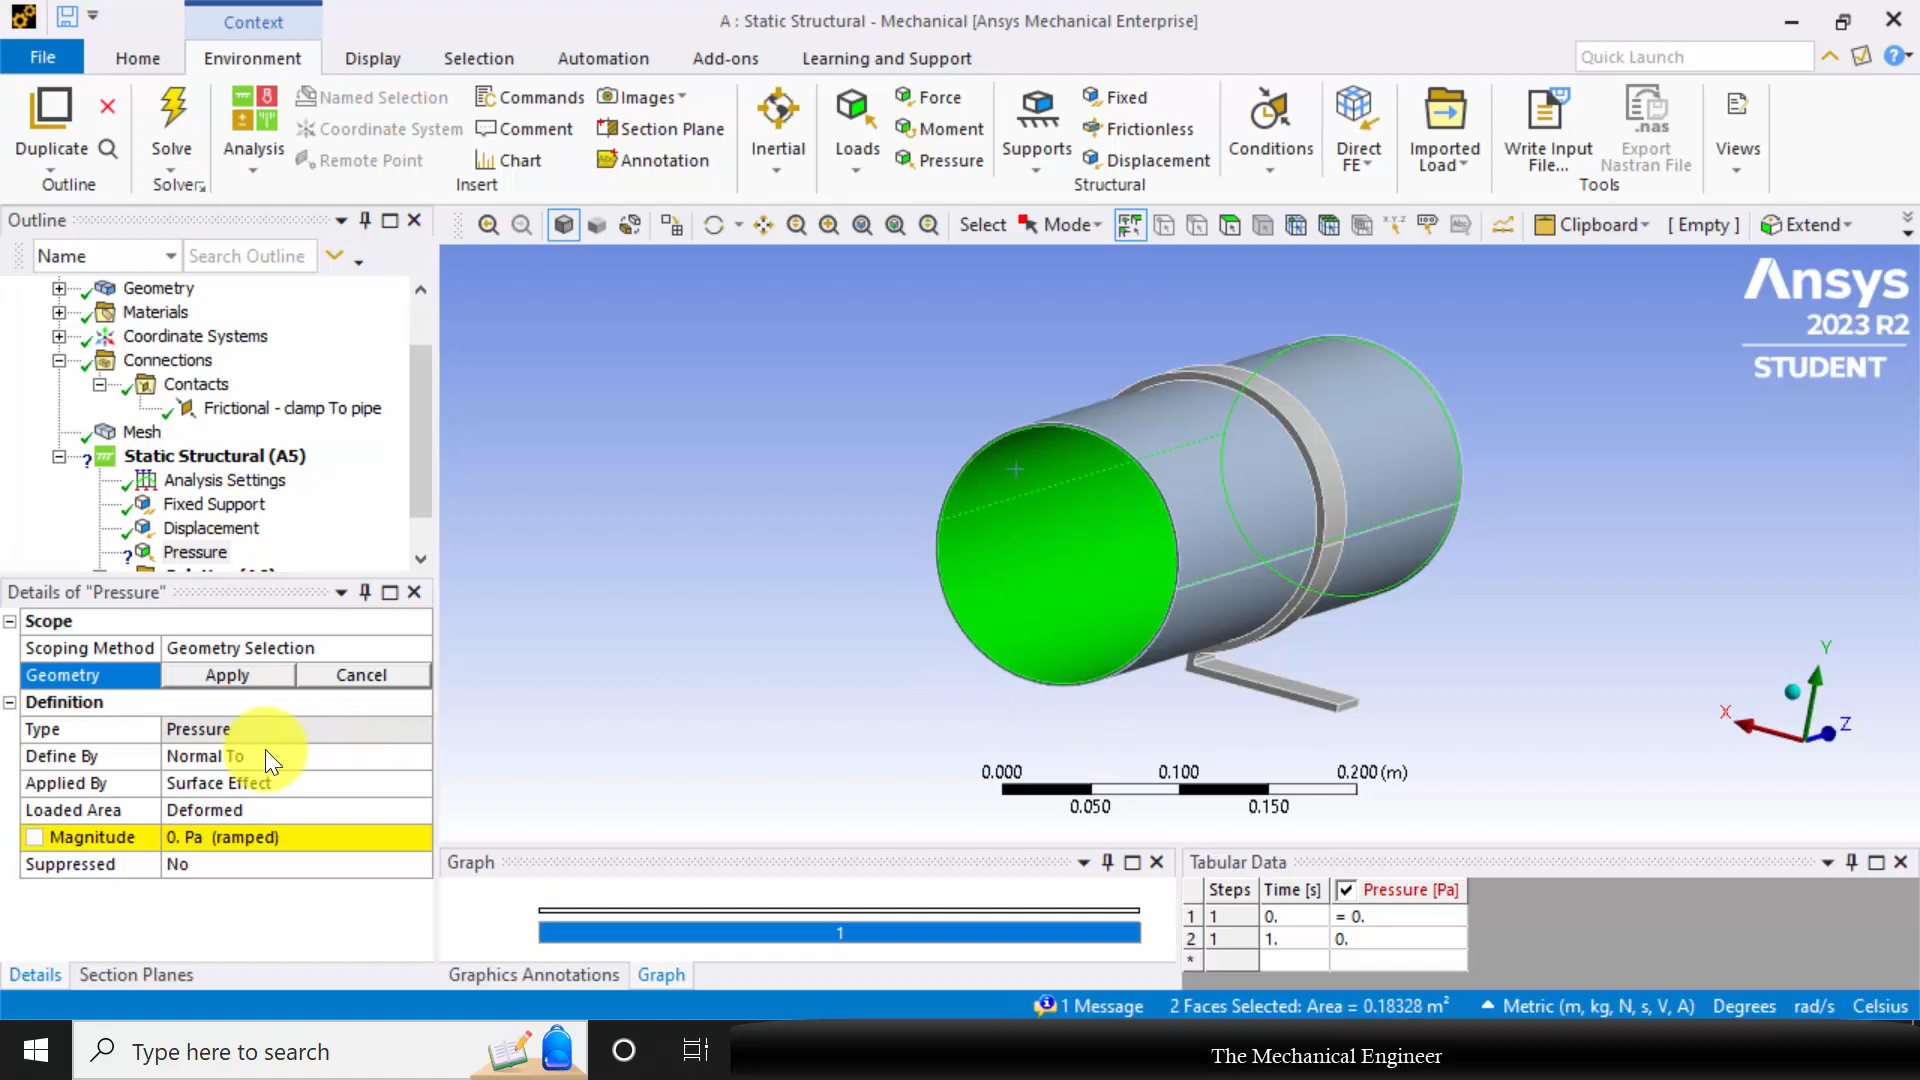 Context
A : Static Structural - Mechanical [Ansys Mechanical Enterprise]
File
Home
Environment
Display
Selection
Automation
Add-ons
Learning and Support
Quick Launch
Duplicate
Outline
Solve
Solver
Analysis
Named Selection
Coordinate System
Remote Point
Commands
Comment
Chart
Images
Section Plane
Annotation
Insert
Inertial
Loads
Force
Moment
Pressure
Supports
Fixed
Frictionless
Displacement
Structural
Conditions
Direct FE
Imported Load
Write Input File...
.nas
Export Nastran File
Tools
Views
Outline
Name
Search Outline
Select
Mode
Clipboard
[ Empty ]
Extend
Geometry
Materials
Coordinate Systems
Connections
Contacts
Frictional - clamp To pipe
Mesh
Static Structural (A5)
Analysis Settings
Fixed Support
Displacement
Pressure
Details of "Pressure"
Scope
Scoping Method Geometry Selection
Geometry Apply Cancel
Definition
Type Pressure
Define By Normal To
Applied By Surface Effect
Loaded Area Deformed
Magnitude 0. Pa (ramped)
Suppressed No
Details
Section Planes
Ansys
2023 R2
STUDENT
Y
X
Z
0.000 0.100 0.200 (m)
0.050 0.150
Graph
1
Graphics Annotations
Graph
Tabular Data
Steps Time [s] Pressure [Pa]
1 1 0. = 0.
2 1 1. 0.
*
1 Message
2 Faces Selected: Area = 0.18328 m²
Metric (m, kg, N, s, V, A)
Degrees
rad/s
Celsius
Type here to search
The Mechanical Engineer